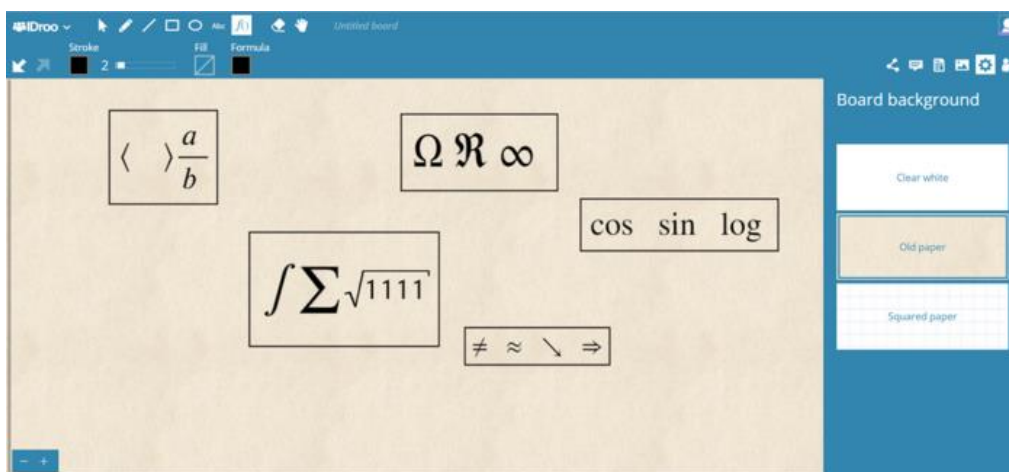 IDroo
Abc
f()
Untitled board
Stroke
Fill
Formula
2
Board background
⟨ ⟩ a/b
Ω ℜ ∞
cos sin log
∫ ∑ √1111
≠ ≈ ↘ ⇒
Clear white
Old paper
Squared paper
− +